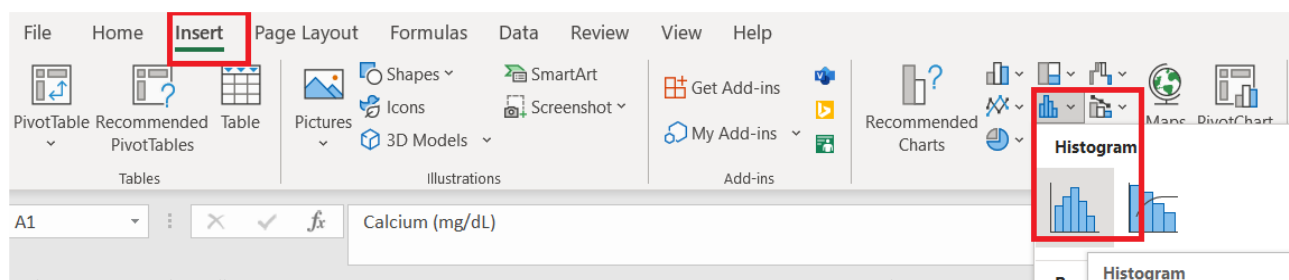 File Home Insert Page Layout Formulas Data Review View Help
PivotTable Recommended PivotTables Table
Tables
Pictures
Shapes
Icons
3D Models
SmartArt
Screenshot
Illustrations
Get Add-ins
My Add-ins
Add-ins
Recommended Charts
Maps PivotChart
Histogram
A1 fx Calcium (mg/dL)
Histogram